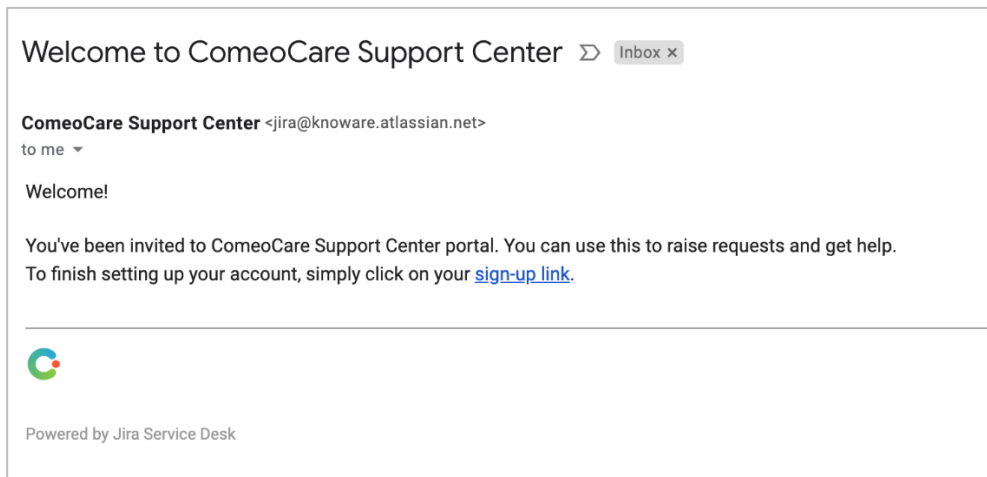 Welcome to ComeoCare Support Center Inbox ×
ComeoCare Support Center <jira@knoware.atlassian.net>
to me
Welcome!
You've been invited to ComeoCare Support Center portal. You can use this to raise requests and get help.
To finish setting up your account, simply click on your sign-up link.
Powered by Jira Service Desk